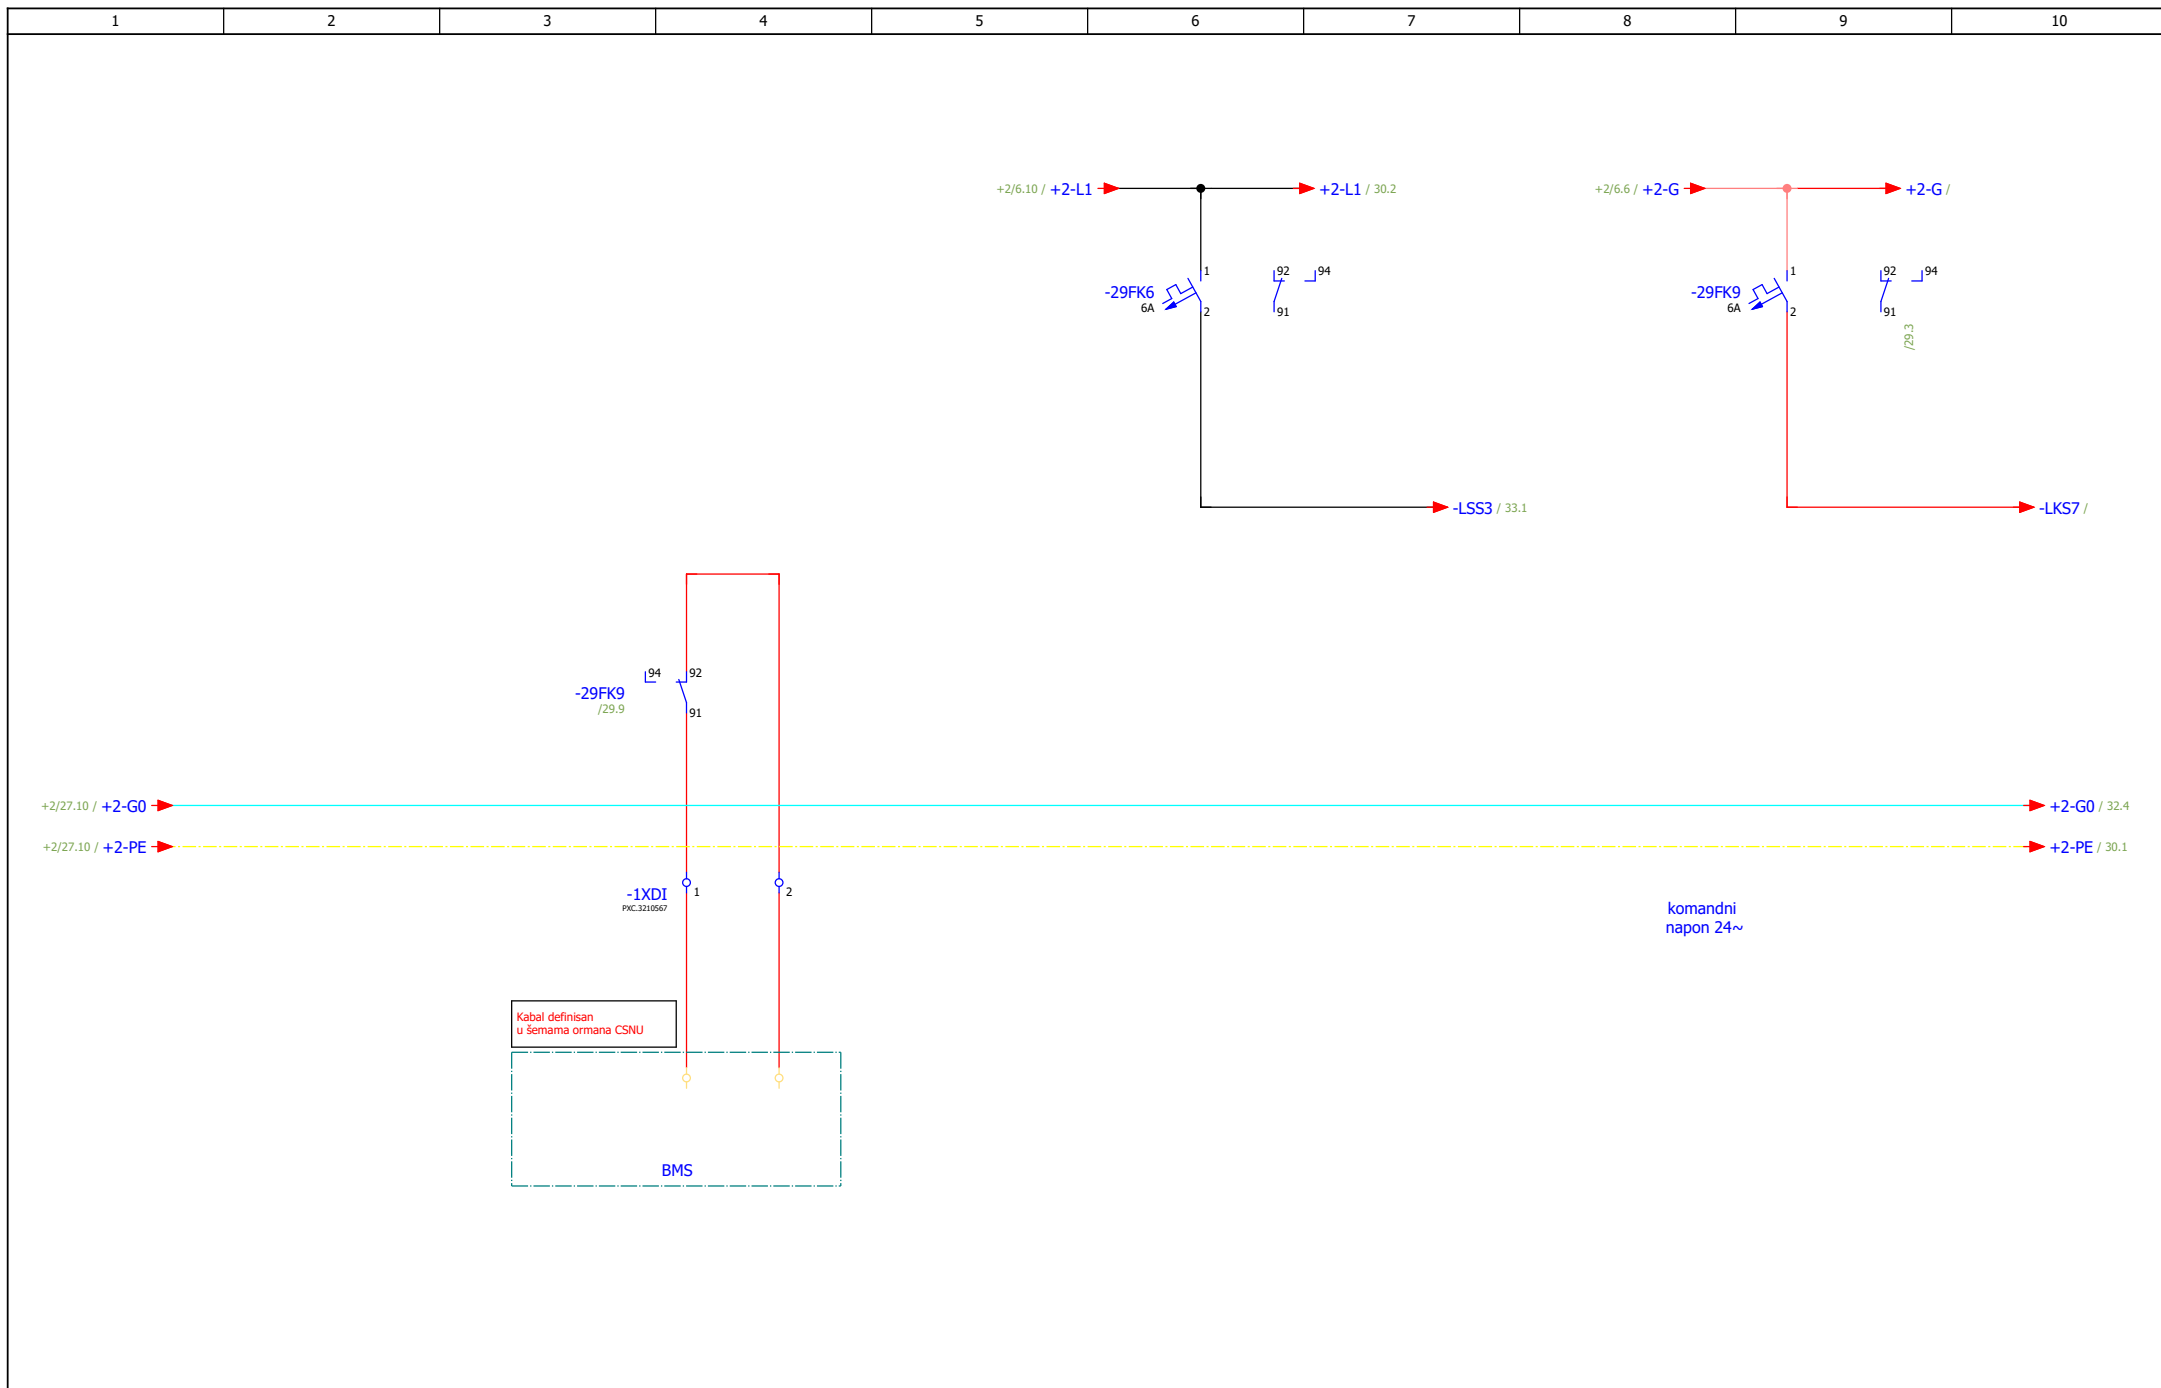 1 2 3 4 5 6 7 8 9 10
+2/6.10 / +2-L1
+2-L1 / 30.2
+2/6.6 / +2-G
+2-G /
-29FK6
6A
1
2
92
94
91
-29FK9
6A
1
2
92
94
91
/29.3
-LSS3 / 33.1
-LKS7 /
-29FK9
/29.9
94
92
91
+2/27.10 / +2-G0
+2-G0 / 32.4
+2/27.10 / +2-PE
+2-PE / 30.1
-1XDI
PXC.3210567
1
2
komandni
napon 24~
Kabal definisan
u šemama ormana CSNU
BMS